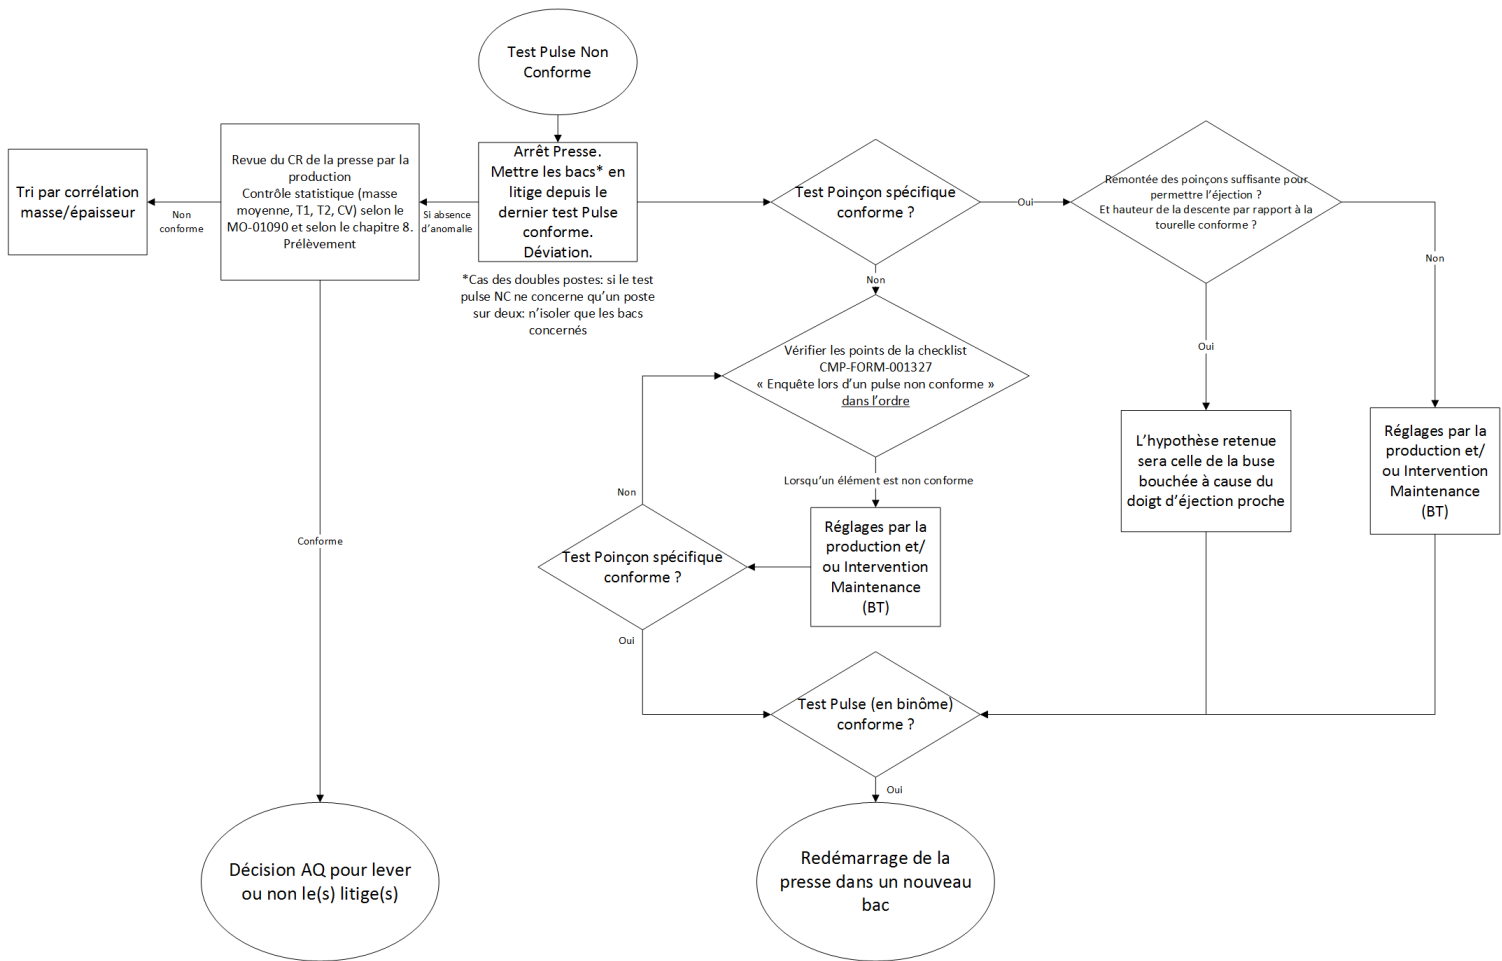 Test Pulse Non
Conforme
Arrêt Presse.
Mettre les bacs* en
litige depuis le
dernier test Pulse
conforme.
Déviation.
*Cas des doubles postes: si le test
pulse NC ne concerne qu’un poste
sur deux: n’isoler que les bacs
concernés
Si absence
d’anomalie
Revue du CR de la presse par la
production
Contrôle statistique (masse
moyenne, T1, T2, CV) selon le
MO-01090 et selon le chapitre 8.
Prélèvement
Non
conforme
Tri par corrélation
masse/épaisseur
Conforme
Décision AQ pour lever
ou non le(s) litige(s)
Test Poinçon spécifique
conforme ?
Oui
Remontée des poinçons suffisante pour
permettre l’éjection ?
Et hauteur de la descente par rapport à la
tourelle conforme ?
Non
Oui
Non
Vérifier les points de la checklist
CMP-FORM-001327
« Enquête lors d’un pulse non conforme »
dans l’ordre
L’hypothèse retenue
sera celle de la buse
bouchée à cause du
doigt d’éjection proche
Réglages par la
production et/
ou Intervention
Maintenance
(BT)
Lorsqu’un élément est non conforme
Réglages par la
production et/
ou Intervention
Maintenance
(BT)
Non
Test Poinçon spécifique
conforme ?
Oui
Test Pulse (en binôme)
conforme ?
Oui
Redémarrage de la
presse dans un nouveau
bac